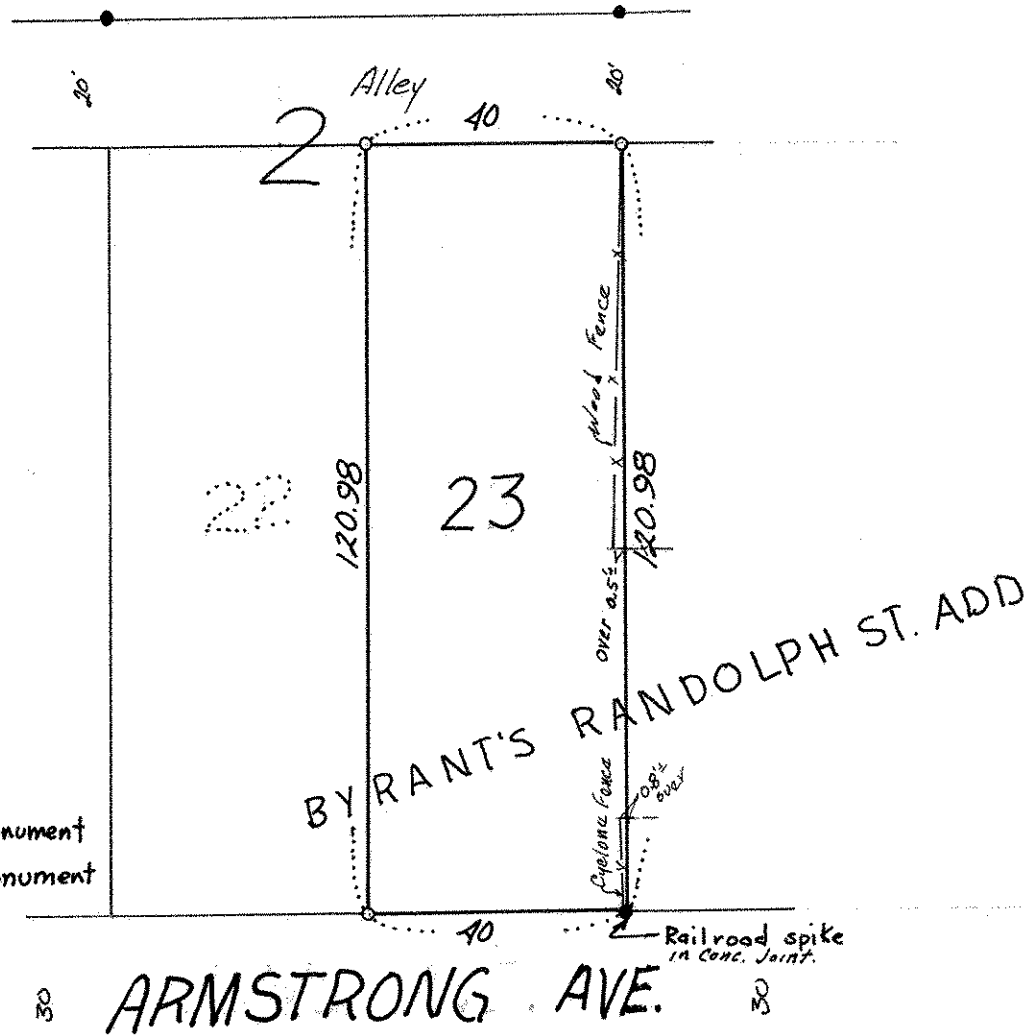 20'
Alley
20'
2
40
Wood Fence
22
120.98
23
120.98
over 0.5'±
BYRANT'S RANDOLPH ST. ADD
Cyclone Fence
0.8'± over
nument
nument
40
Railroad spike
in Conc. Joint.
30
ARMSTRONG AVE.
30